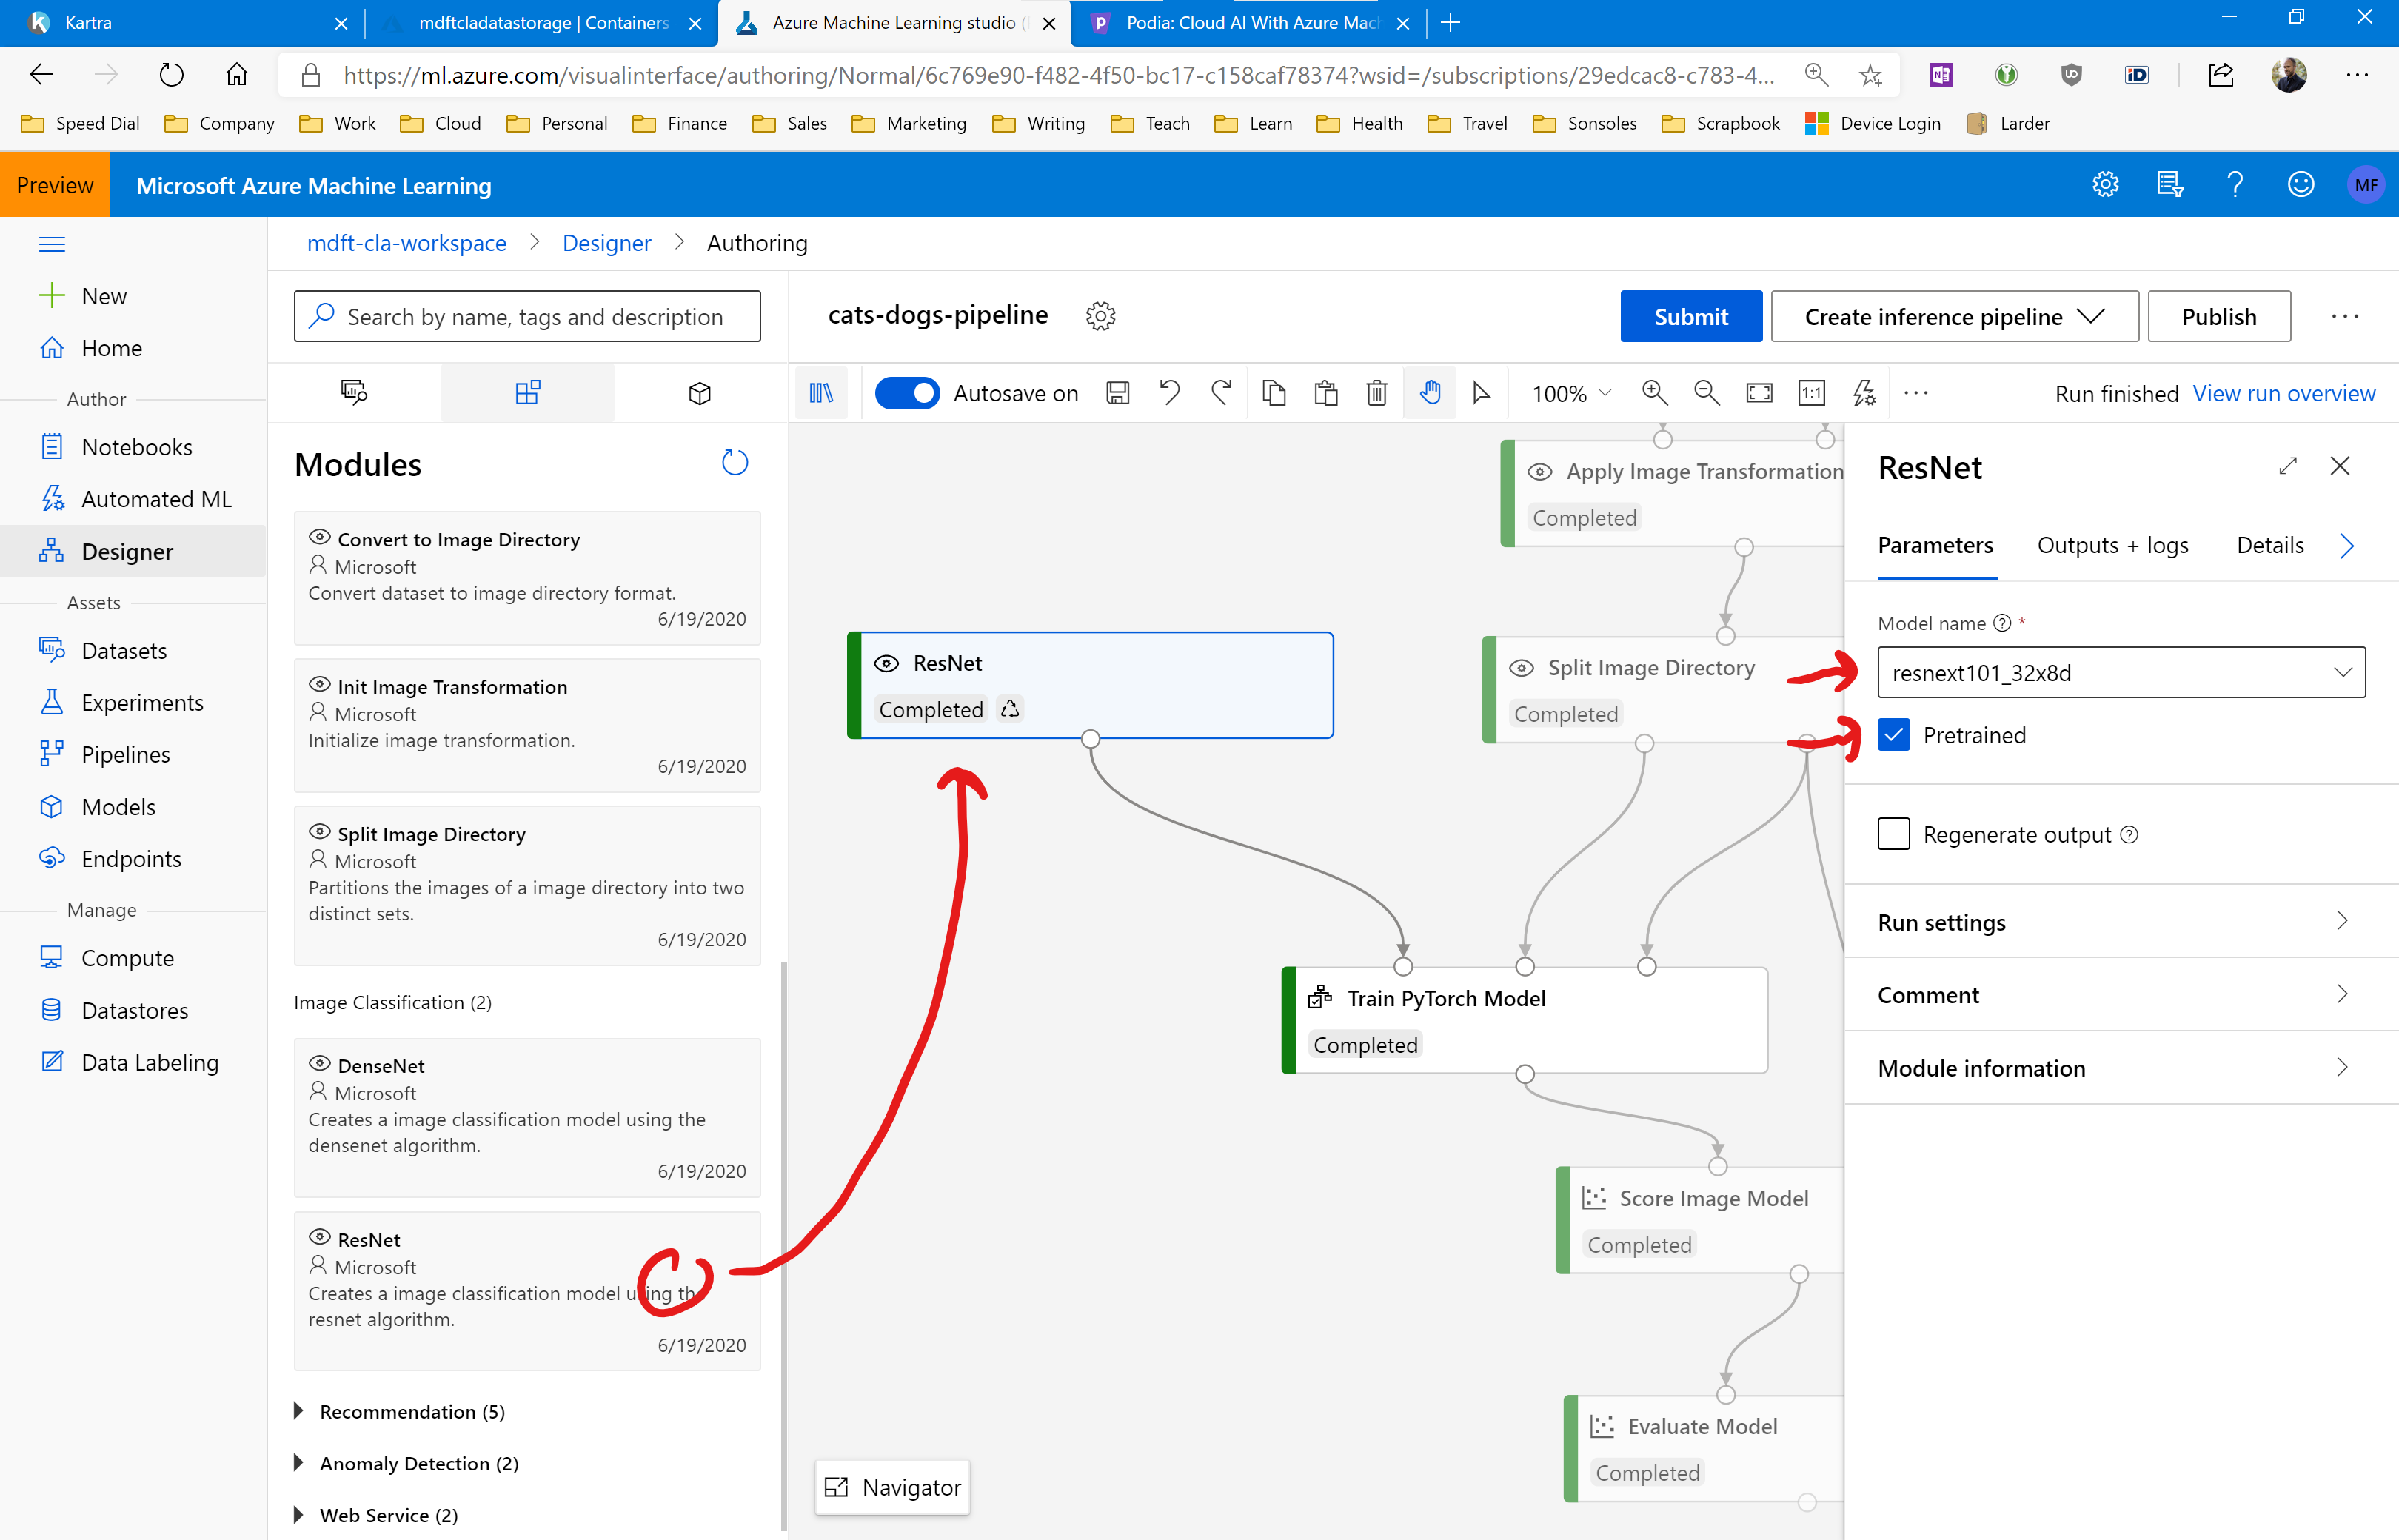 Kartra
mdftcladatastorage | Containers
Azure Machine Learning studio (
Podia: Cloud AI With Azure Mach
https://ml.azure.com/visualinterface/authoring/Normal/6c769e90-f482-4f50-bc17-c158caf78374?wsid=/subscriptions/29edcac8-c783-4...
Speed Dial Company Work Cloud Personal Finance Sales Marketing Writing Teach Learn Health Travel Sonsoles Scrapbook Device Login Larder
Preview
Microsoft Azure Machine Learning
MF
New
Home
Author
Notebooks
Automated ML
Designer
Assets
Datasets
Experiments
Pipelines
Models
Endpoints
Manage
Compute
Datastores
Data Labeling
mdft-cla-workspace > Designer > Authoring
Search by name, tags and description
cats-dogs-pipeline
Submit
Create inference pipeline
Publish
Autosave on
100%
1:1
Run finished View run overview
Modules
Convert to Image Directory
Microsoft
Convert dataset to image directory format.
6/19/2020
Init Image Transformation
Microsoft
Initialize image transformation.
6/19/2020
Split Image Directory
Microsoft
Partitions the images of a image directory into two
distinct sets.
6/19/2020
Image Classification (2)
DenseNet
Microsoft
Creates a image classification model using the
densenet algorithm.
6/19/2020
ResNet
Microsoft
Creates a image classification model using the
resnet algorithm.
6/19/2020
Recommendation (5)
Anomaly Detection (2)
Web Service (2)
Apply Image Transformation
Completed
ResNet
Completed
Split Image Directory
Completed
Train PyTorch Model
Completed
Score Image Model
Completed
Evaluate Model
Completed
Navigator
ResNet
Parameters Outputs + logs Details
Model name *
resnext101_32x8d
Pretrained
Regenerate output
Run settings
Comment
Module information